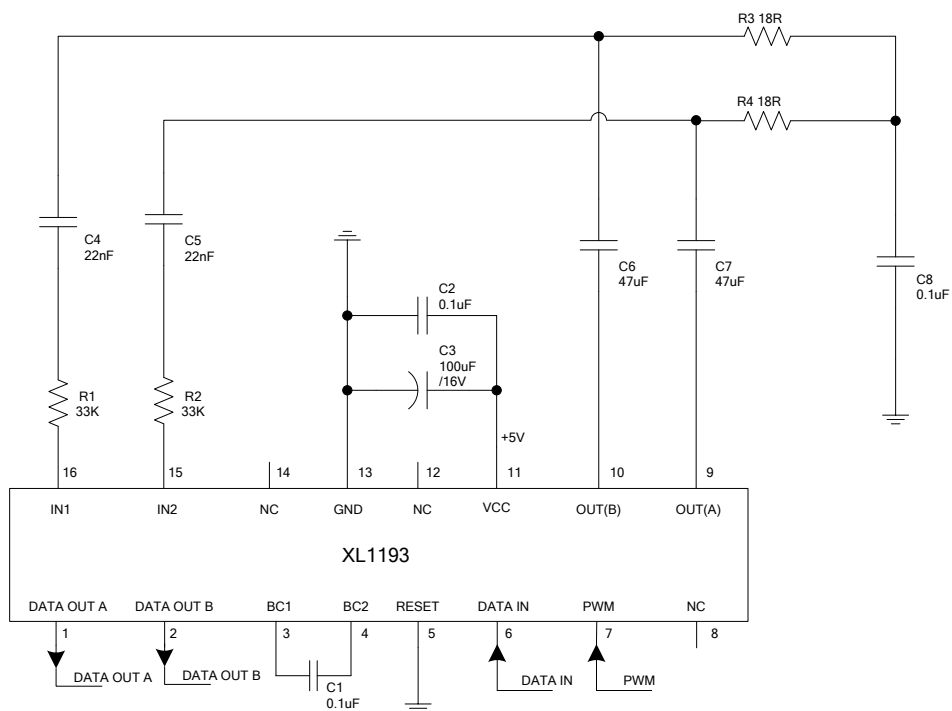 R3 18R
R4 18R
C4
22nF
C5
22nF
C2
0.1uF
C6
47uF
C7
47uF
C8
0.1uF
C3
100uF
/16V
R1
33K
R2
33K
+5V
16
15
14
13
12
11
10
9
IN1
IN2
NC
GND
NC
VCC
OUT(B)
OUT(A)
XL1193
DATA OUT A
DATA OUT B
BC1
BC2
RESET
DATA IN
PWM
NC
1
2
3
4
5
6
7
8
DATA OUT A
DATA OUT B
C1
0.1uF
DATA IN
PWM